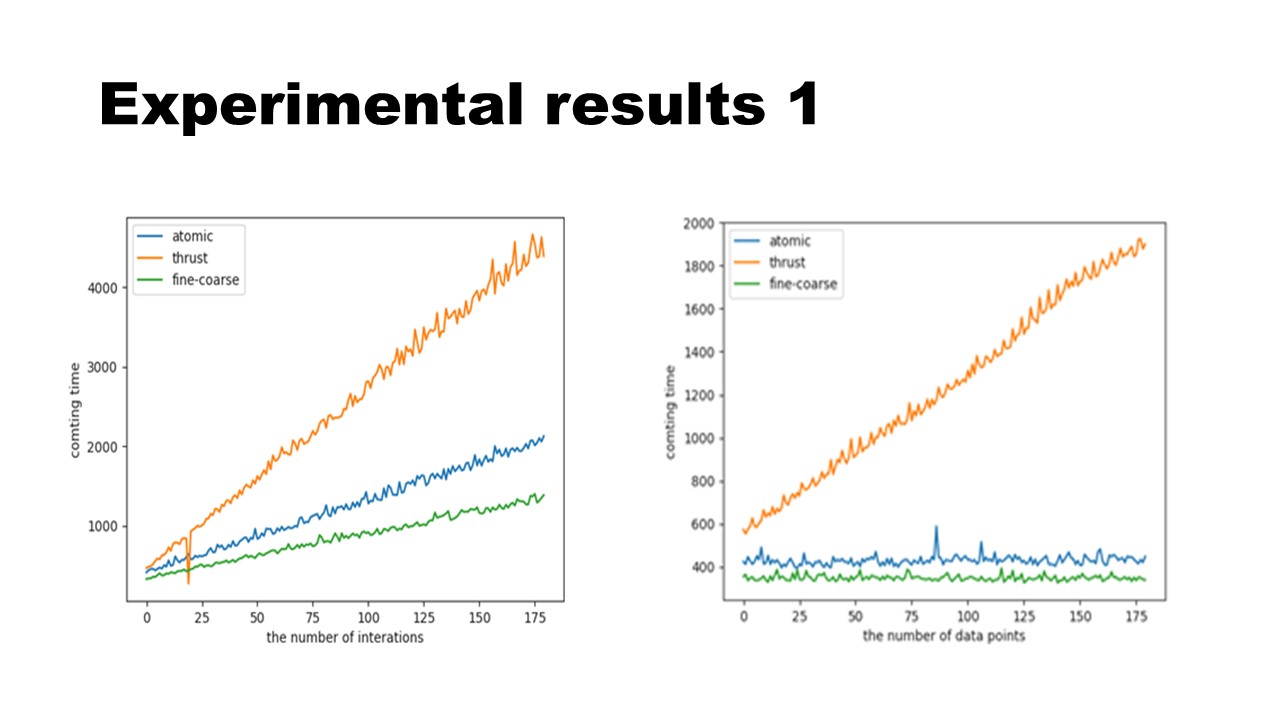 Experimental results 1
atomic
thrust
fine-coarse
4000
3000
2000
1000
comting time
0 25 50 75 100 125 150 175
the number of interations
2000
1800
1600
1400
1200
1000
800
600
400
atomic
thrust
fine-coarse
comting time
0 25 50 75 100 125 150 175
the number of data points